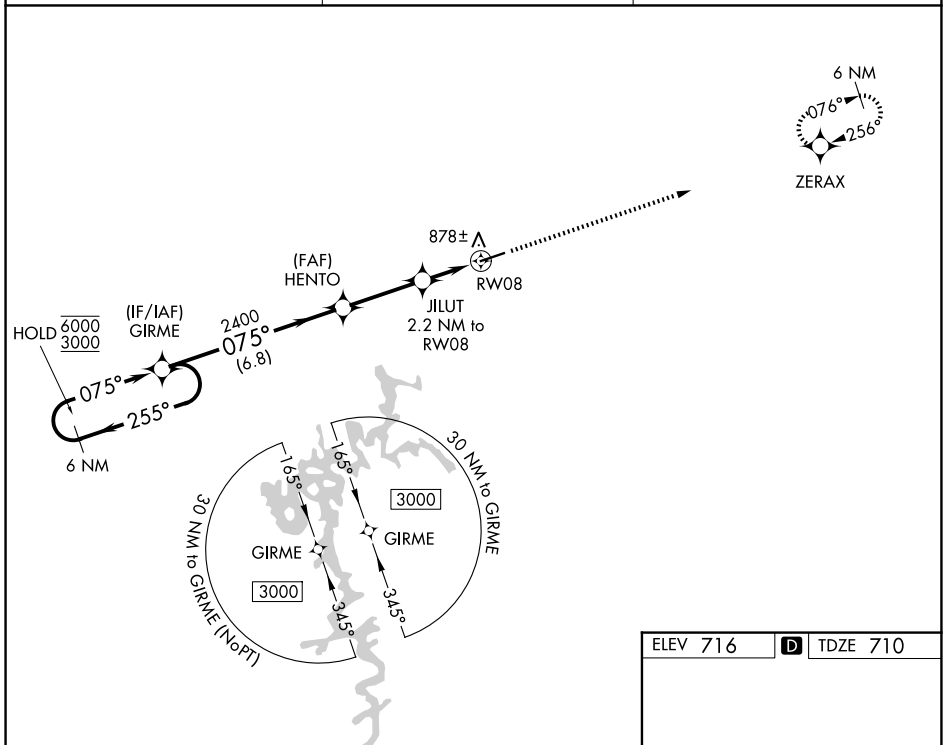 6 NM
076°
256°
ZERAX
878±
RW08
(FAF)
HENTO
JILUT
2.2 NM to
RW08
(IF/IAF)
GIRME
2400
075°
(6.8)
HOLD 6000
3000
075°
255°
6 NM
30 NM to GIRME (NoPT)
165°
GIRME
3000
345°
165°
30 NM to GIRME
3000
GIRME
345°
ELEV 716 D TDZE 710